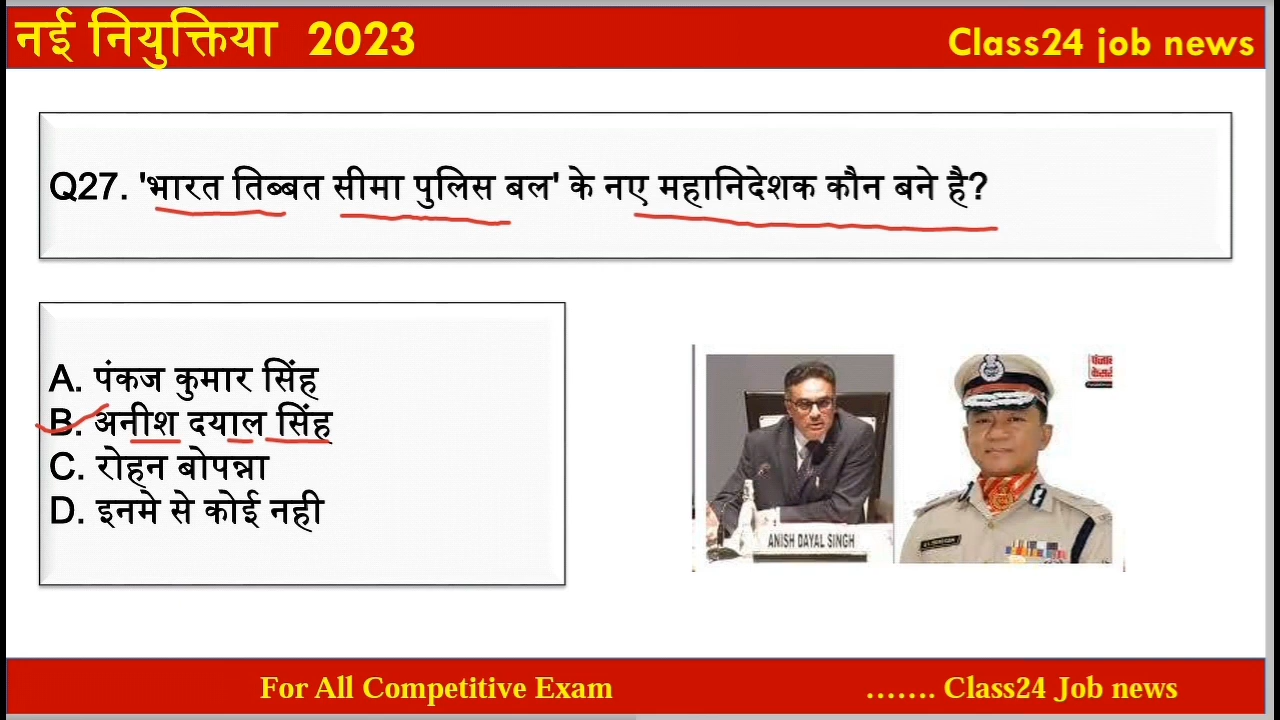 नई नियुक्तिया 2023
Class24 job news
Q27. 'भारत तिब्बत सीमा पुलिस बल' के नए महानिदेशक कौन बने है?
A. पंकज कुमार सिंह
B. अनीश दयाल सिंह
C. रोहन बोपन्ना
D. इनमे से कोई नही
पंजाब
केसरी
ANISH DAYAL SINGH
For All Competitive Exam
……. Class24 Job news